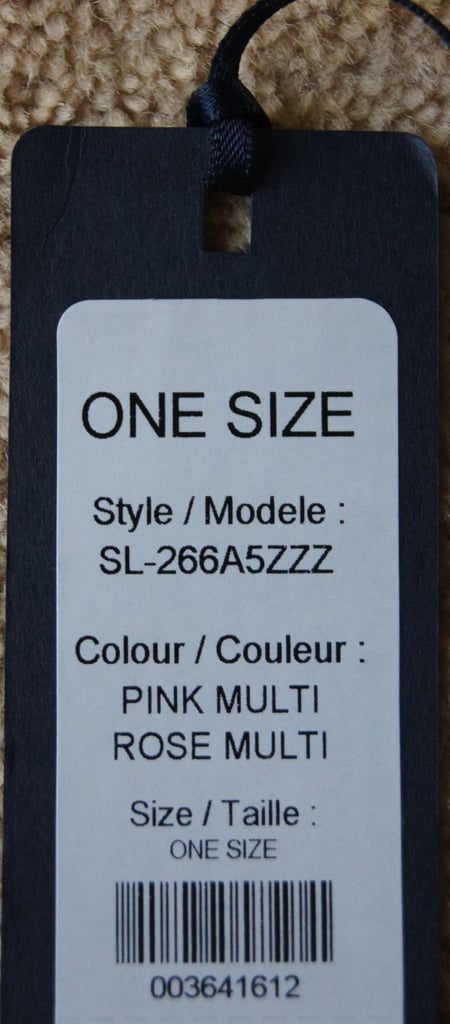 ONE SIZE
Style / Modele :
SL-266A5ZZZ
Colour / Couleur :
PINK MULTI
ROSE MULTI
Size / Taille :
ONE SIZE
003641612